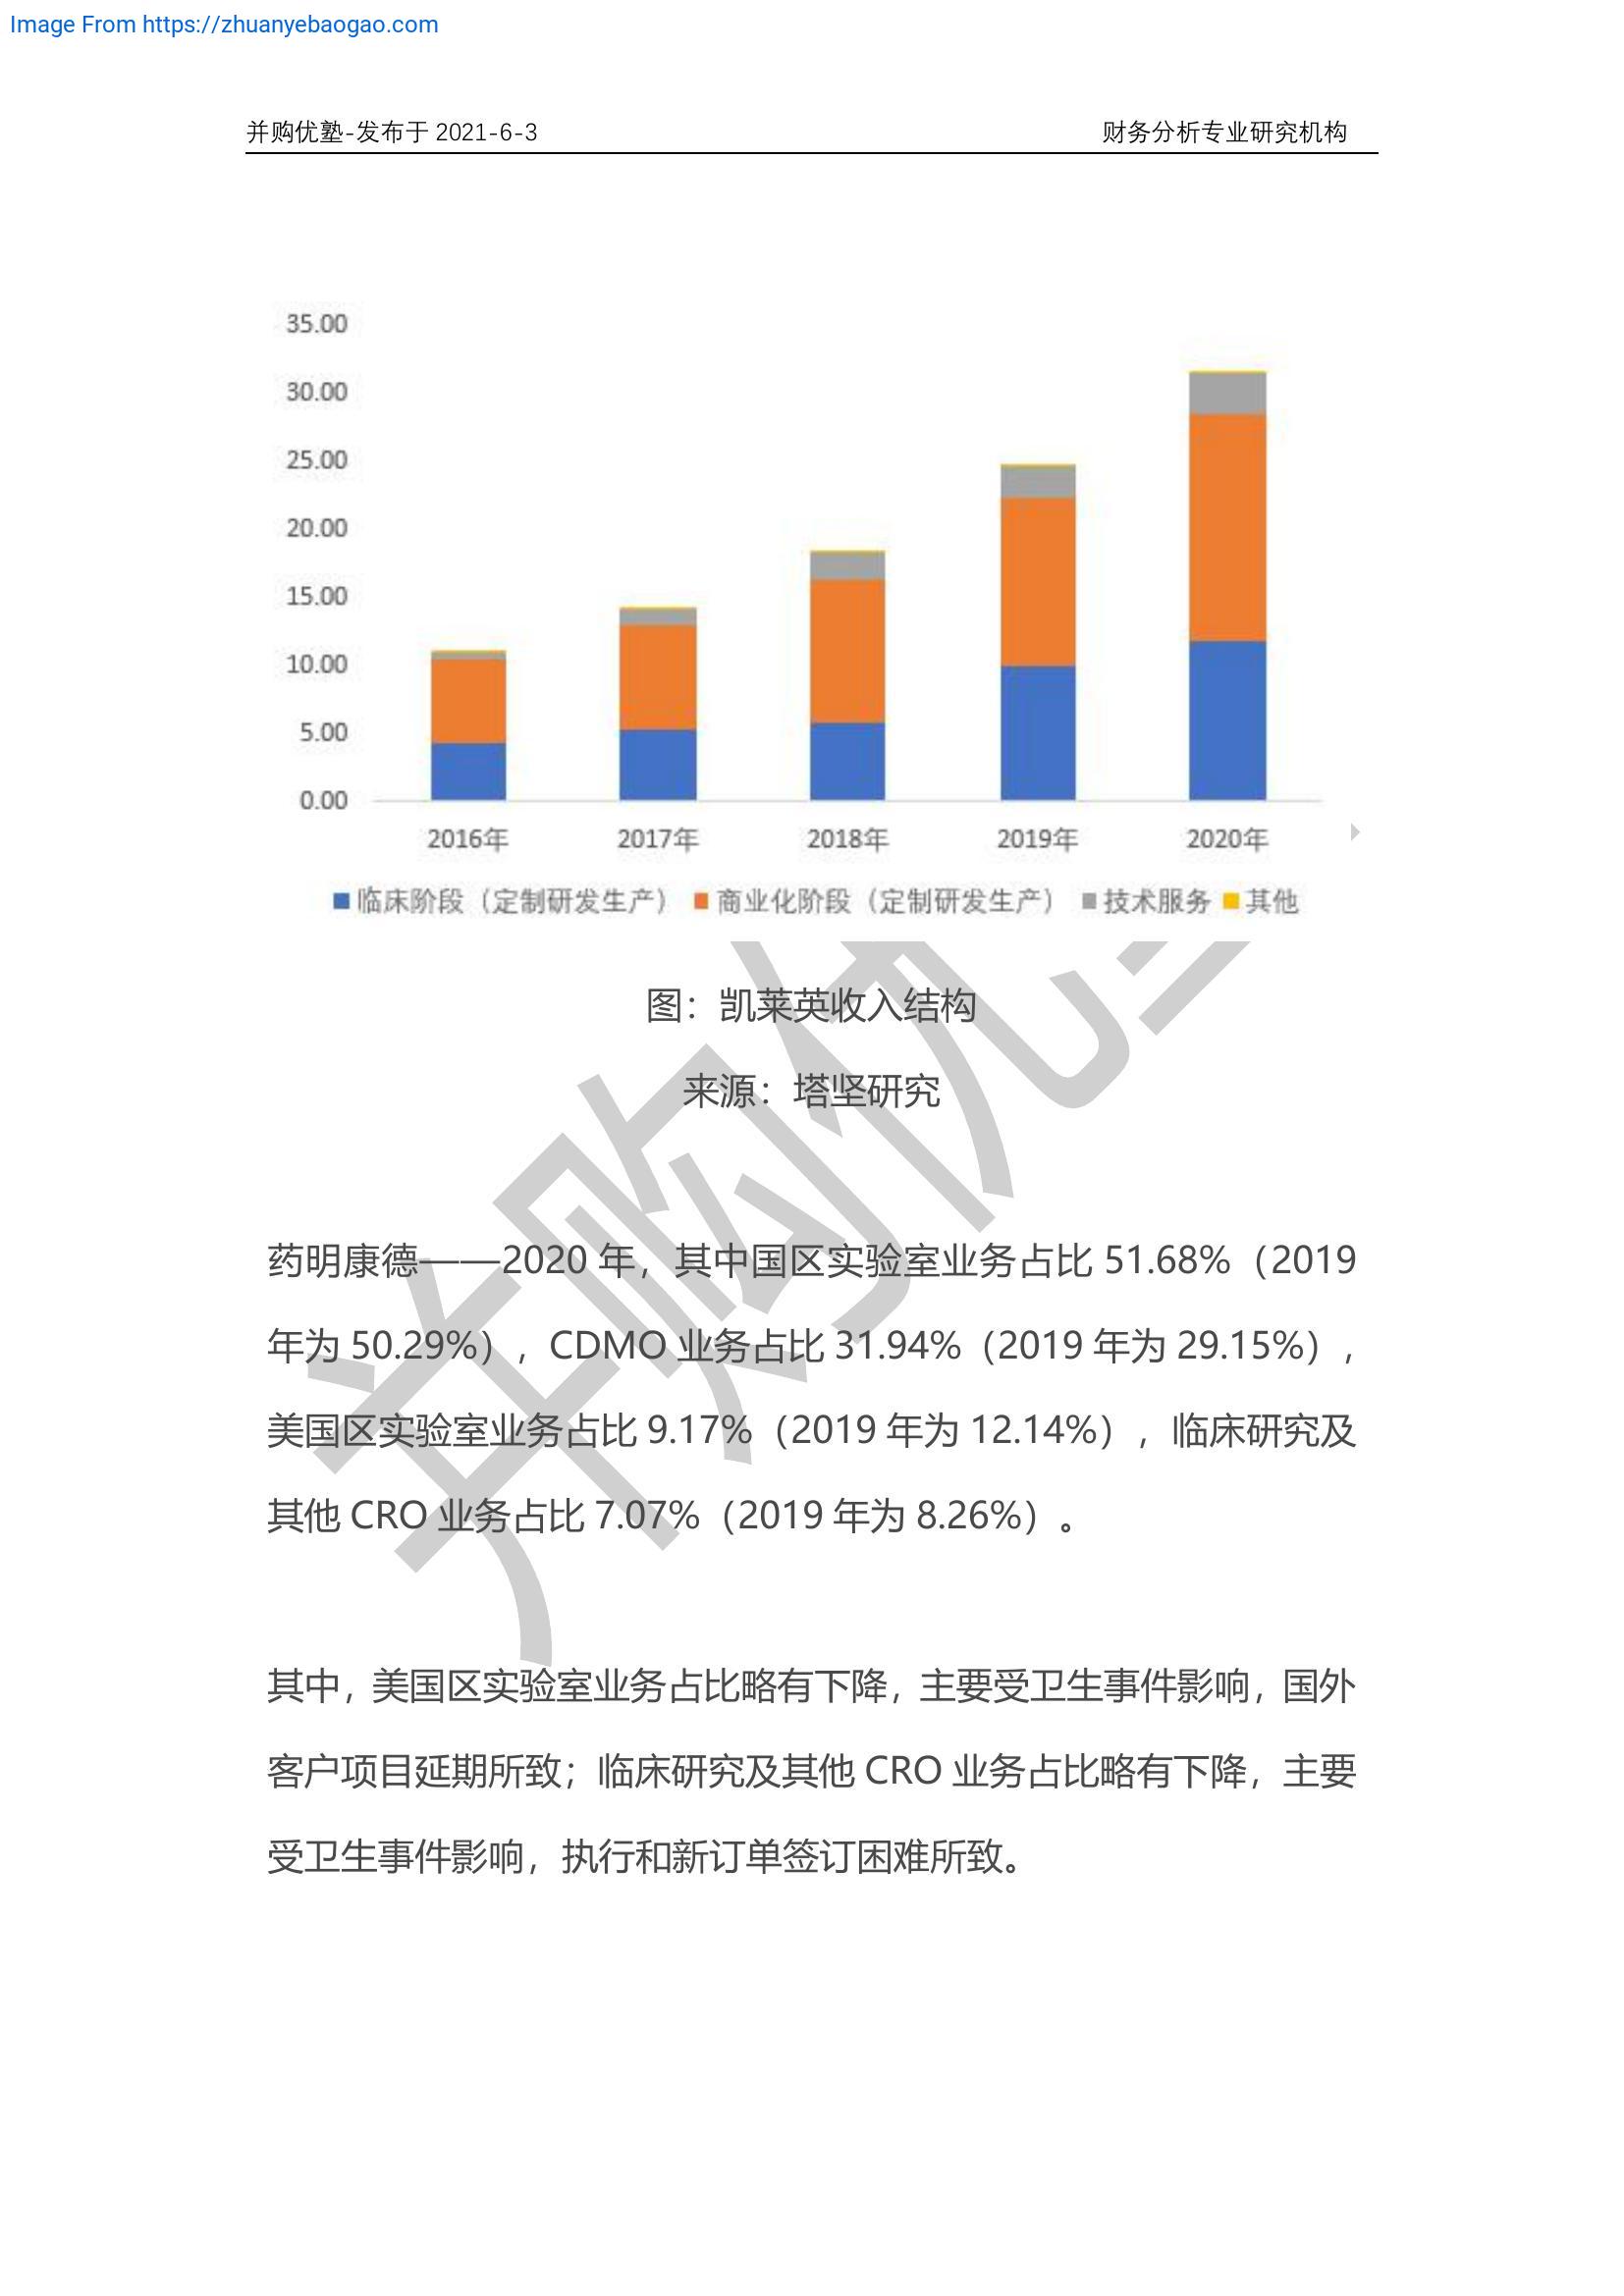 Image From https://zhuanyebaogao.com
并购优塾-发布于 2021-6-3 财务分析专业研究机构
35.00
30.00
25.00
20.00
15.00
10.00
5.00
0.00
2016年 2017年 2018年 2019年 2020年
临床阶段（定制研发生产） 商业化阶段（定制研发生产） 技术服务 其他
图：凯莱英收入结构
来源：塔坚研究
药明康德——2020 年，其中国区实验室业务占比 51.68%（2019
年为 50.29%），CDMO 业务占比 31.94%（2019 年为 29.15%），
美国区实验室业务占比 9.17%（2019 年为 12.14%），临床研究及
其他 CRO 业务占比 7.07%（2019 年为 8.26%）。
其中，美国区实验室业务占比略有下降，主要受卫生事件影响，国外
客户项目延期所致；临床研究及其他 CRO 业务占比略有下降，主要
受卫生事件影响，执行和新订单签订困难所致。
并购优